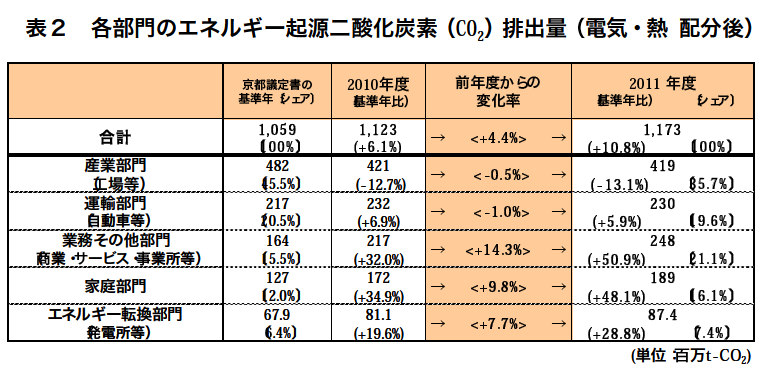 表2 各部門のエネルギー起源二酸化炭素(CO2)排出量(電気・熱 配分後)
京都議定書の基準年〔シェア〕 2010年度(基準年比) 前年度からの変化率 2011年度(基準年比)〔シェア〕
合計 1,059 1,123 → <+4.4%> → 1,173
〔100%〕 (+6.1%) (+10.8%) 〔100%〕
産業部門 482 421 → <-0.5%> → 419
(工場等) 〔45.5%〕 (-12.7%) (-13.1%) 〔35.7%〕
運輸部門 217 232 → <-1.0%> → 230
(自動車等) 〔20.5%〕 (+6.9%) (+5.9%) 〔19.6%〕
業務その他部門 164 217 → <+14.3%> → 248
(商業・サービス・事業所等) 〔15.5%〕 (+32.0%) (+50.9%) 〔21.1%〕
家庭部門 127 172 → <+9.8%> → 189
〔12.0%〕 (+34.9%) (+48.1%) 〔16.1%〕
エネルギー転換部門 67.9 81.1 → <+7.7%> → 87.4
(発電所等) 〔6.4%〕 (+19.6%) (+28.8%) 〔7.4%〕
(単位:百万t-CO2)